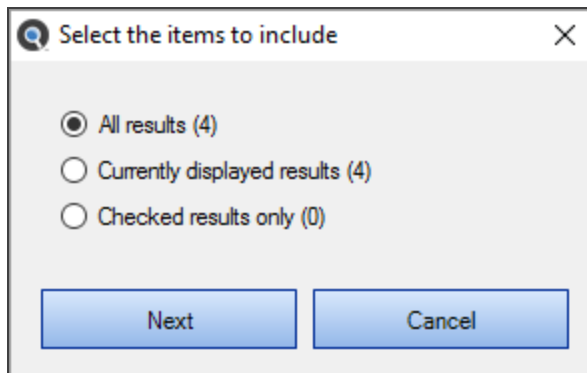 Select the items to include
All results (4)
Currently displayed results (4)
Checked results only (0)
Next
Cancel